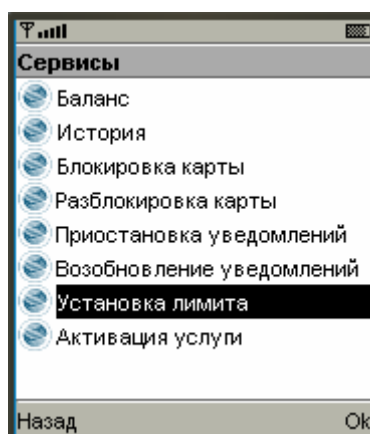 Сервисы
Баланс
История
Блокировка карты
Разблокировка карты
Приостановка уведомлений
Возобновление уведомлений
Установка лимита
Активация услуги
Назад Ok